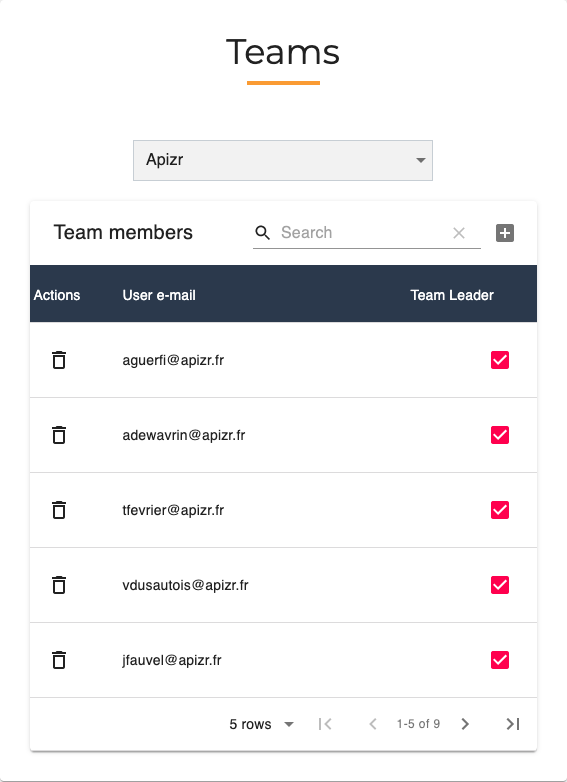 Teams
Apizr
Team members Search
Actions User e-mail Team Leader
aguerfi@apizr.fr
adewavrin@apizr.fr
tfevrier@apizr.fr
vdusautois@apizr.fr
jfauvel@apizr.fr
5 rows 1-5 of 9